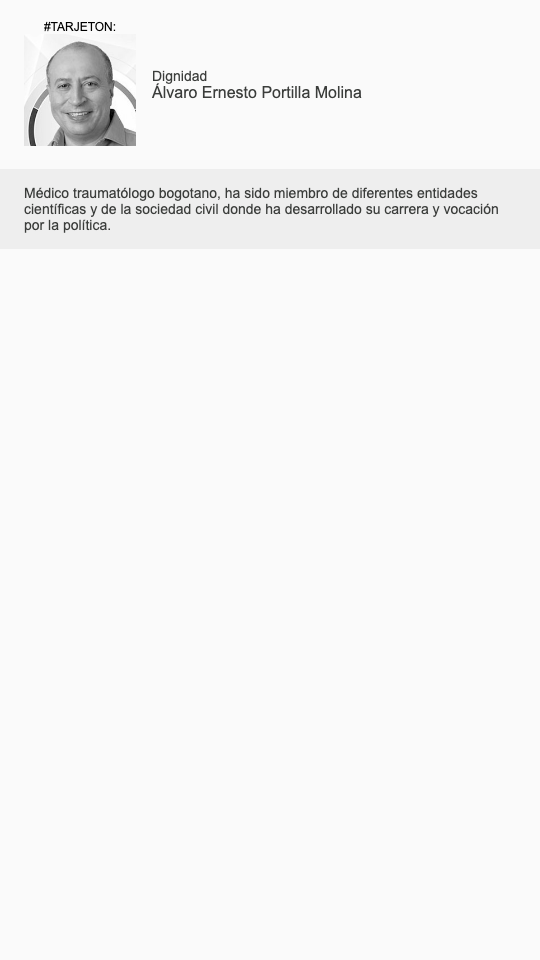 #TARJETON:
Dignidad
Álvaro Ernesto Portilla Molina
Médico traumatólogo bogotano, ha sido miembro de diferentes entidades
científicas y de la sociedad civil donde ha desarrollado su carrera y vocación
por la política.